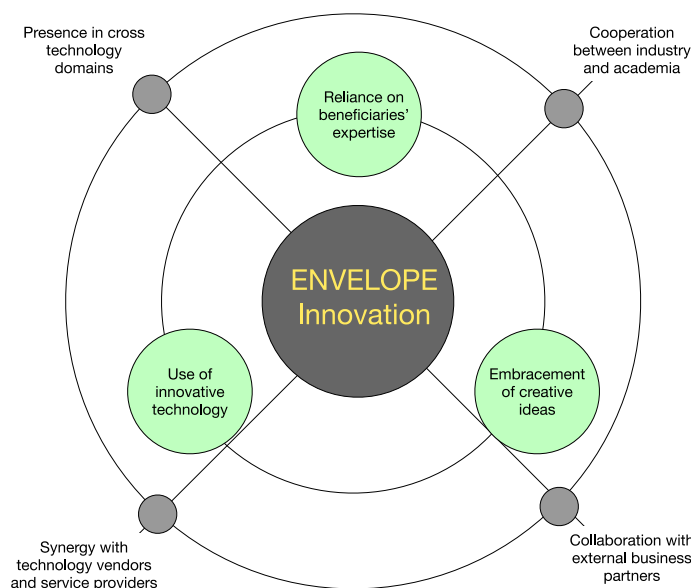 Presence in cross
technology
domains
Cooperation
between industry
and academia
Reliance on
beneficiaries'
expertise
ENVELOPE
Innovation
Use of
innovative
technology
Embracement
of creative
ideas
Synergy with
technology vendors
and service providers
Collaboration with
external business
partners